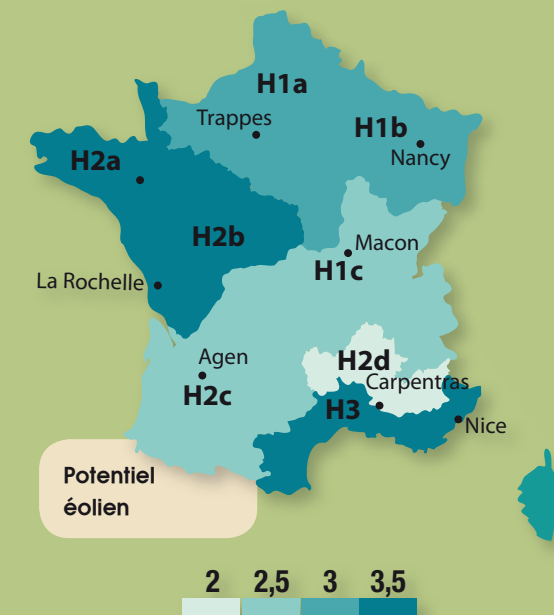 H1a
Trappes
H1b
Nancy
H2a
H2b
Macon
H1c
La Rochelle
Agen
H2d
Carpentras
H2c
H3
Nice
Potentiel
éolien
2 2,5 3 3,5